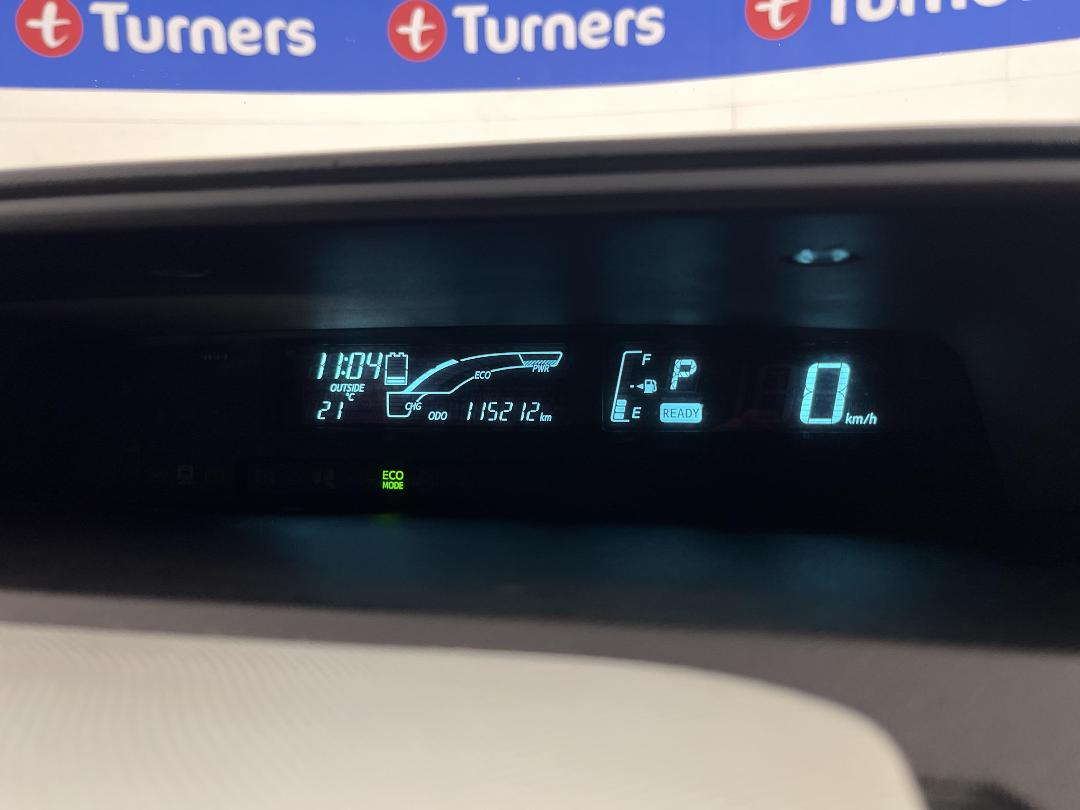 t Turners
t Turners
t Turners
11:04
OUTSIDE
°C
21
CHG
ECO
PWR
ODO 115212 km
F
E
P
READY
0 km/h
ECO
MODE